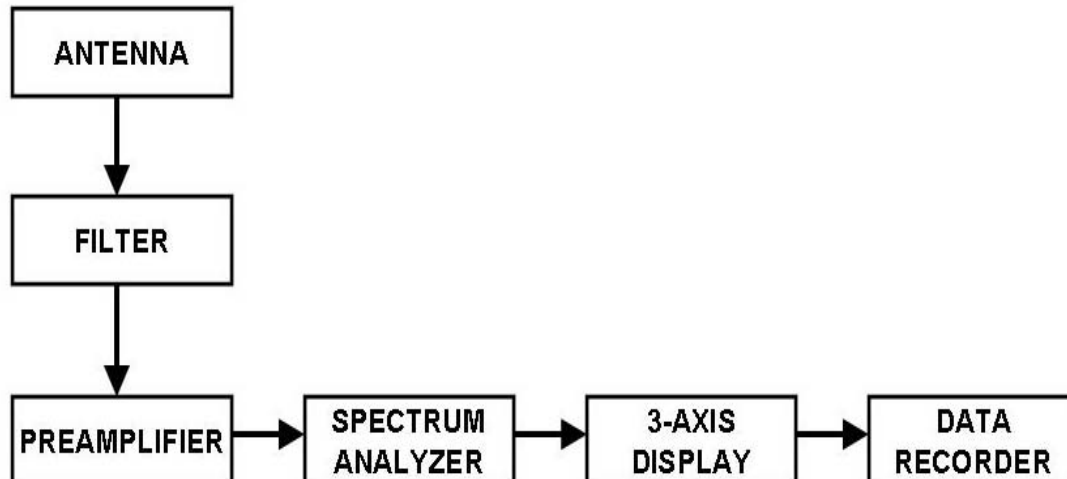 ANTENNA
FILTER
PREAMPLIFIER
SPECTRUM
ANALYZER
3-AXIS
DISPLAY
DATA
RECORDER